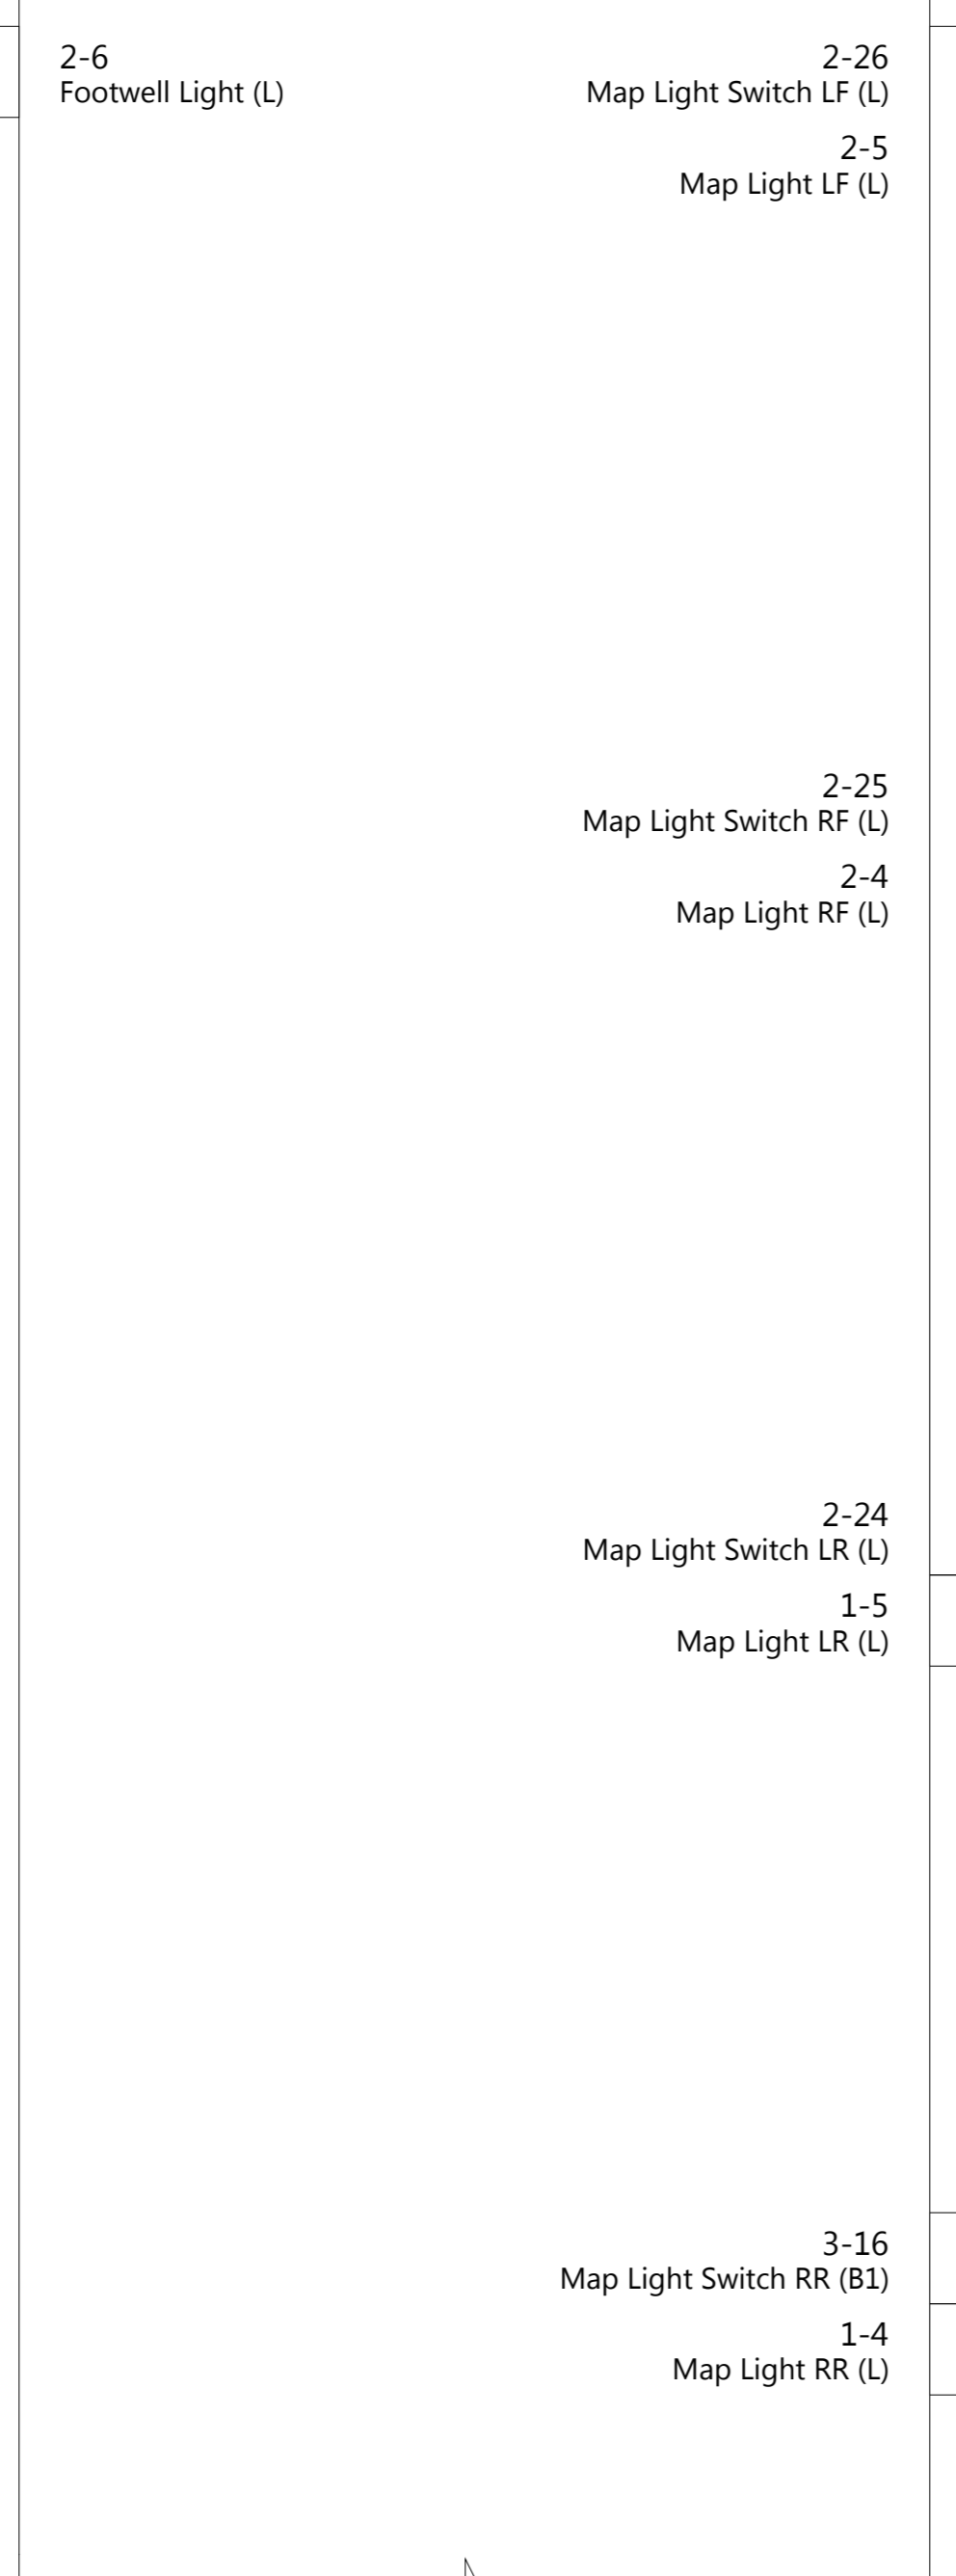 2-6
Footwell Light (L)
2-26
Map Light Switch LF (L)
2-5
Map Light LF (L)
2-25
Map Light Switch RF (L)
2-4
Map Light RF (L)
2-24
Map Light Switch LR (L)
1-5
Map Light LR (L)
3-16
Map Light Switch RR (B1)
1-4
Map Light RR (L)